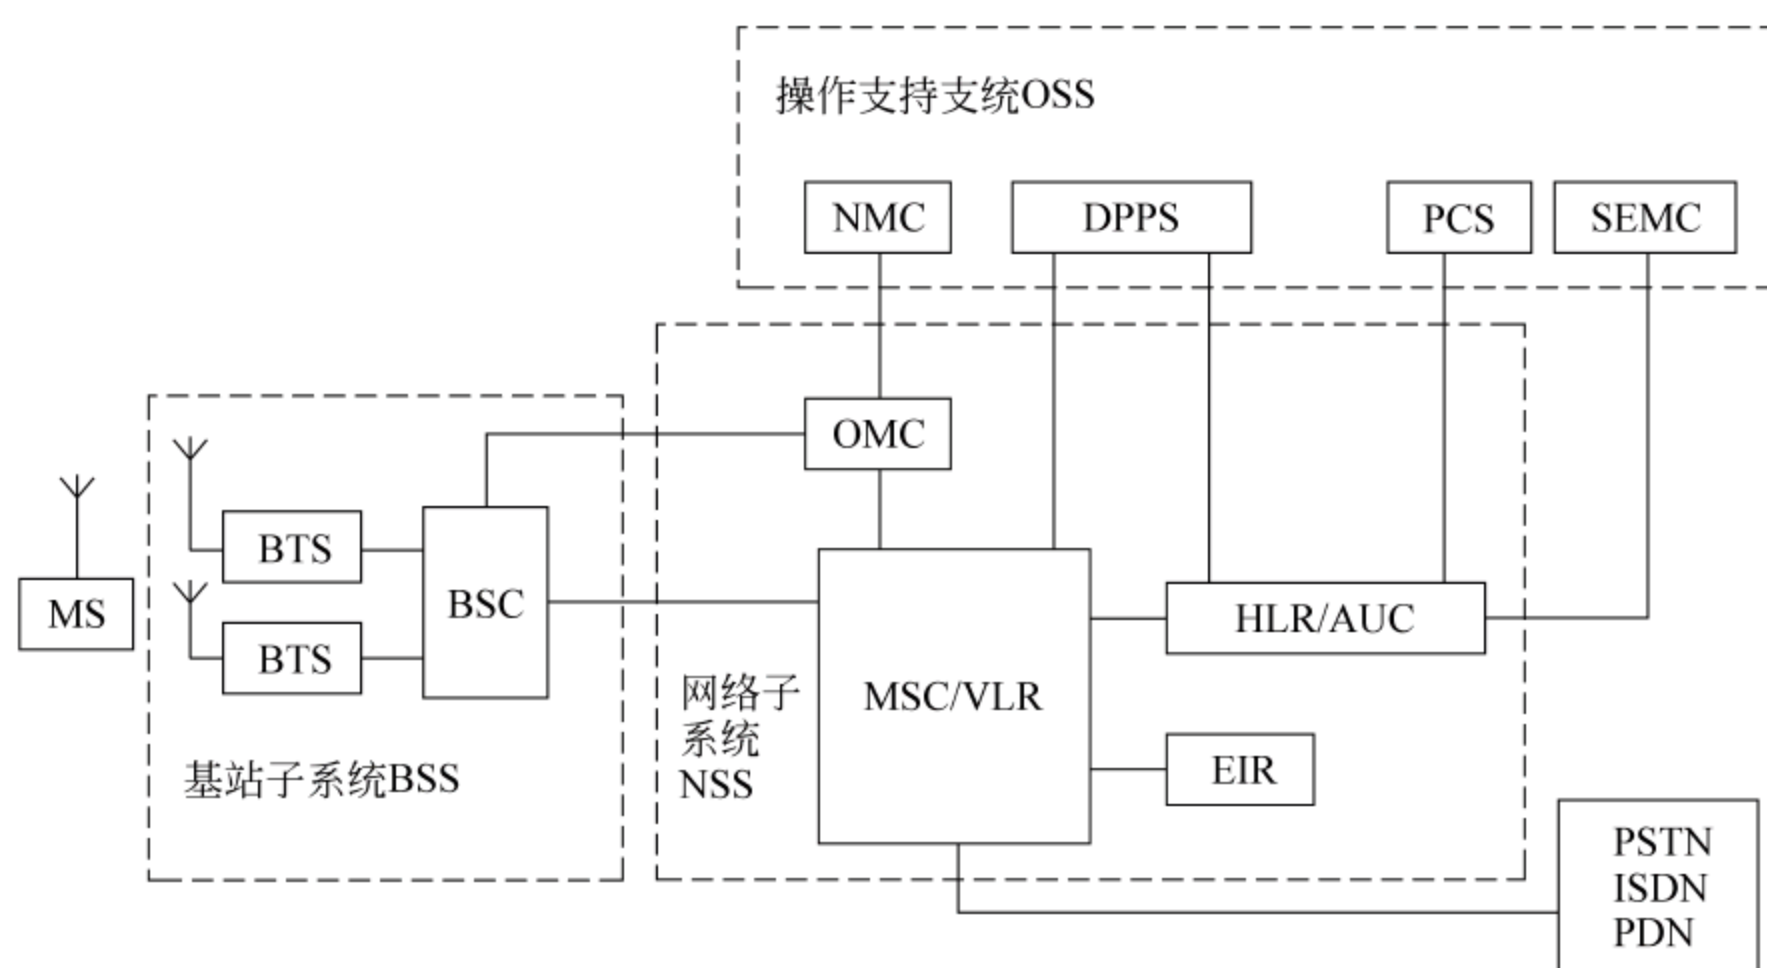 操作支持支统OSS
NMC
DPPS
PCS
SEMC
OMC
BTS
BSC
MS
BTS
HLR/AUC
MSC/VLR
网络子
系统
NSS
EIR
基站子系统BSS
PSTN
ISDN
PDN